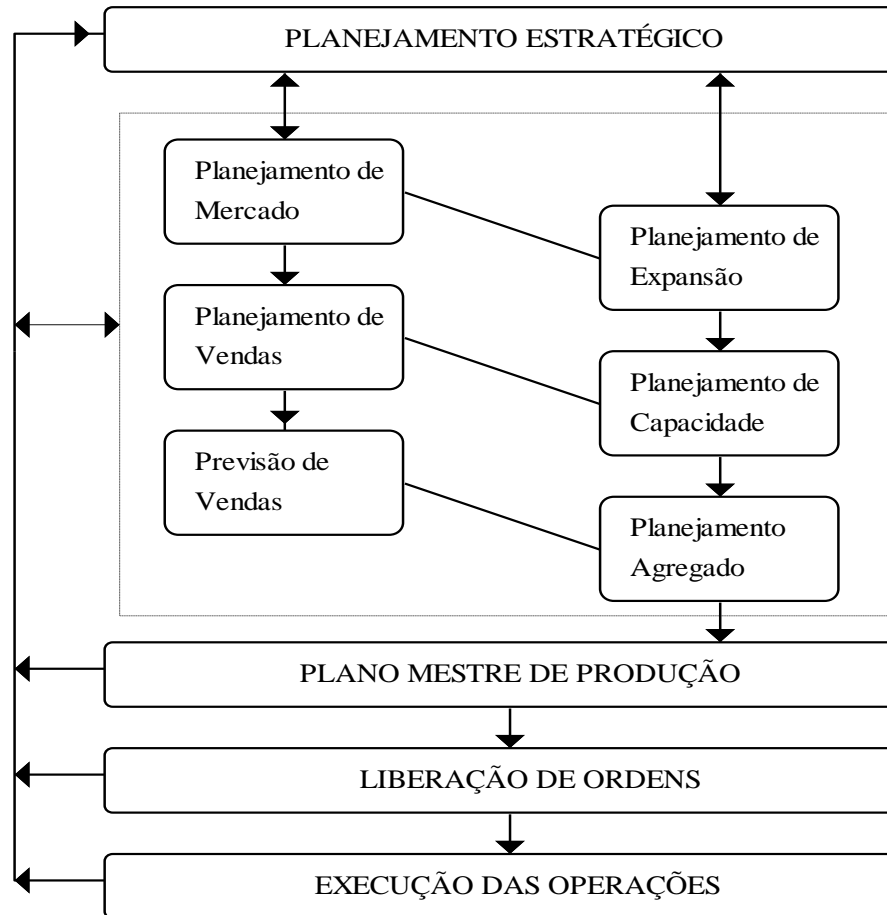 PLANEJAMENTO ESTRATÉGICO
Planejamento de
Mercado
Planejamento de
Expansão
Planejamento de
Vendas
Planejamento de
Capacidade
Previsão de
Vendas
Planejamento
Agregado
PLANO MESTRE DE PRODUÇÃO
LIBERAÇÃO DE ORDENS
EXECUÇÃO DAS OPERAÇÕES